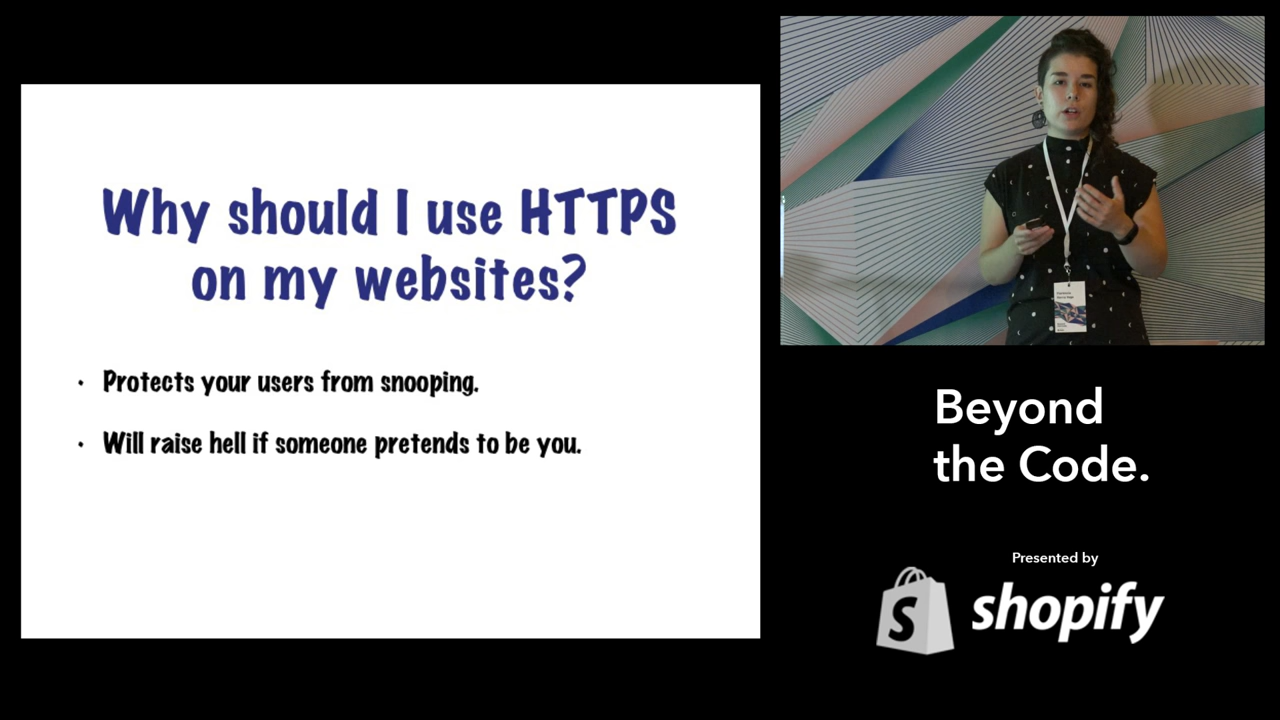 Why should I use HTTPS
on my websites?
· Protects your users from snooping.
· Will raise hell if someone pretends to be you.
Beyond
the Code.
Presented by
shopify